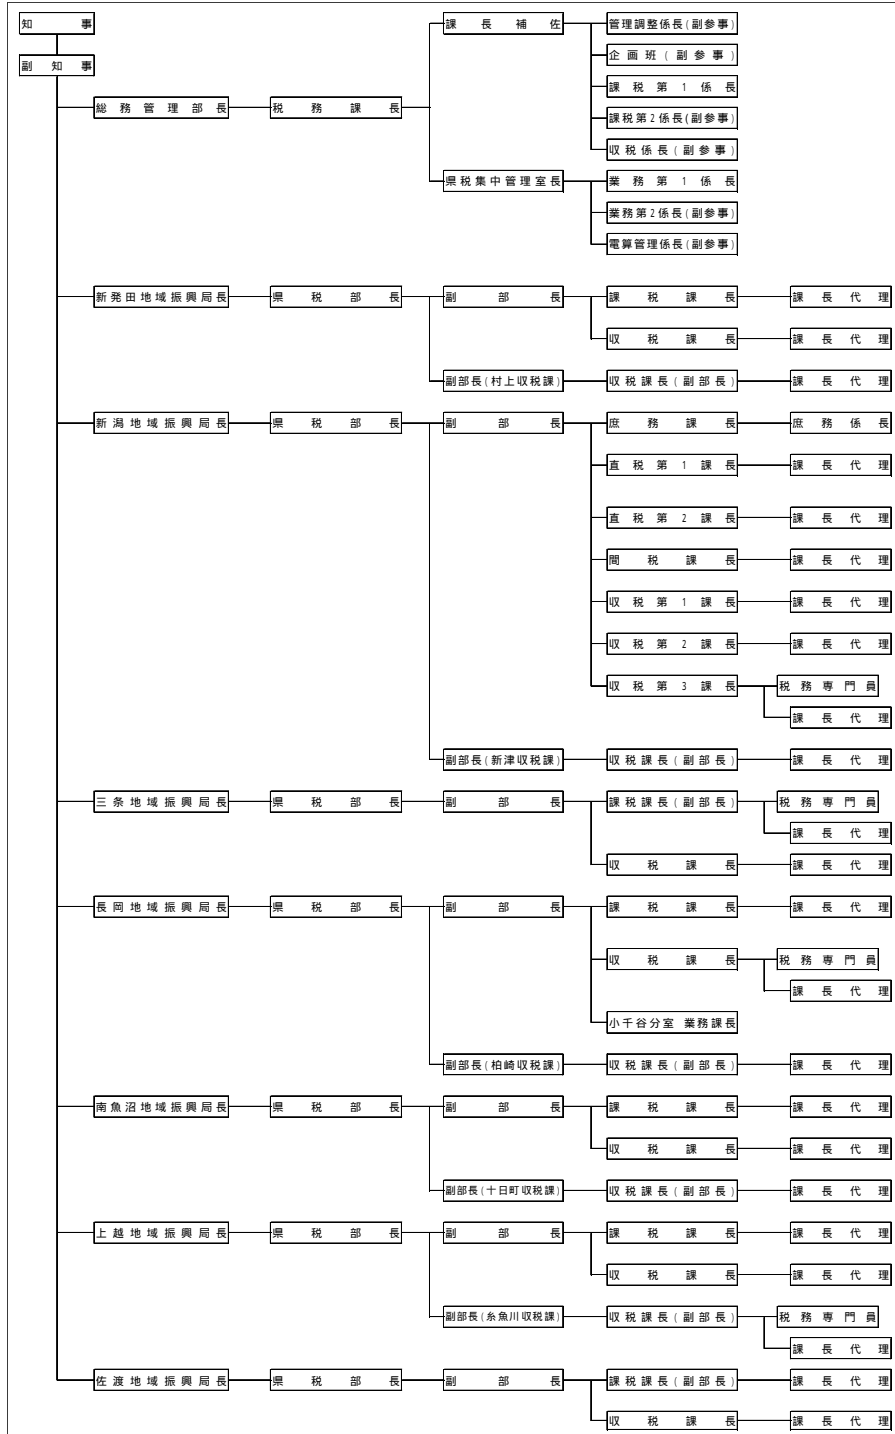 知事
副知事
課長補佐 管理調整係長(副参事)
企画班(副参事)
課税第1係長
総務管理部長 税務課長
課税第2係長(副参事)
収税係長(副参事)
県税集中管理室長 業務第1係長
業務第2係長(副参事)
電算管理係長(副参事)
新発田地域振興局長 県税部長 副部長 課税課長 課長代理
収税課長 課長代理
副部長(村上収税課) 収税課長(副部長) 課長代理
新潟地域振興局長 県税部長 副部長 庶務課長 庶務係長
直税第1課長 課長代理
直税第2課長 課長代理
間税課長 課長代理
収税第1課長 課長代理
収税第2課長 課長代理
収税第3課長 税務専門員
課長代理
副部長(新津収税課) 収税課長(副部長) 課長代理
三条地域振興局長 県税部長 副部長 課税課長(副部長) 税務専門員
課長代理
収税課長 課長代理
長岡地域振興局長 県税部長 副部長 課税課長 課長代理
収税課長 税務専門員
課長代理
小千谷分室 業務課長
副部長(柏崎収税課) 収税課長(副部長) 課長代理
南魚沼地域振興局長 県税部長 副部長 課税課長 課長代理
収税課長 課長代理
副部長(十日町収税課) 収税課長(副部長) 課長代理
上越地域振興局長 県税部長 副部長 課税課長 課長代理
収税課長 課長代理
副部長(糸魚川収税課) 収税課長(副部長) 税務専門員
課長代理
佐渡地域振興局長 県税部長 副部長 課税課長(副部長) 課長代理
収税課長 課長代理